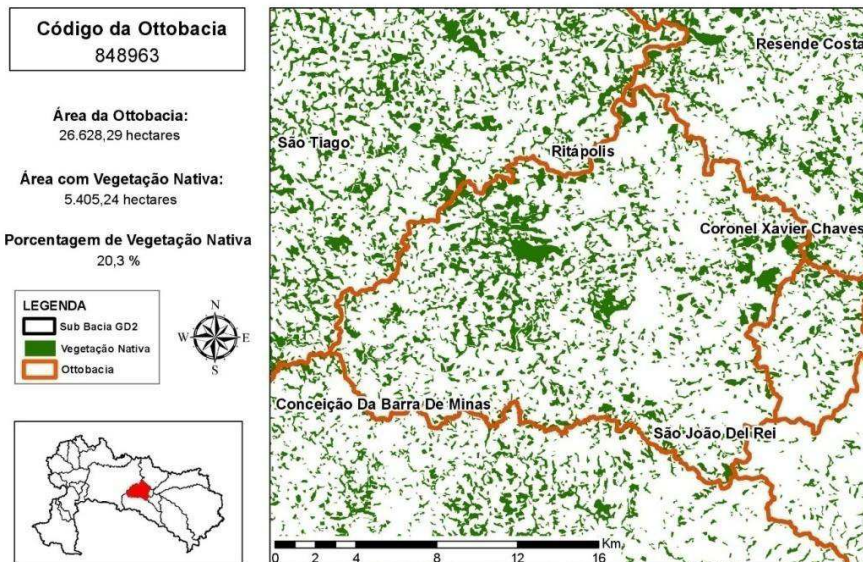 Código da Ottobacia
848963
Área da Ottobacia:
26.628,29 hectares
Área com Vegetação Nativa:
5.405,24 hectares
Porcentagem de Vegetação Nativa
20,3 %
LEGENDA
Sub Bacia GD2
Vegetação Nativa
Ottobacia
N
W E
S
Resende Costa
São Tiago
Ritápolis
Coronel Xavier Chaves
Conceição Da Barra De Minas
São João Del Rei
Km
0 2 4 8 12 16